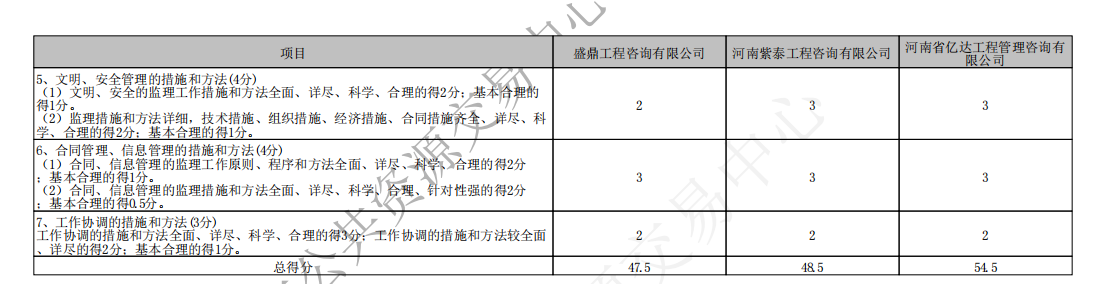 项目 盛鼎工程咨询有限公司 河南紫泰工程咨询有限公司 河南省亿达工程管理咨询有
限公司
5、文明、安全管理的措施和方法(4分)
(1)文明、安全的监理工作措施和方法全面、详尽、科学、合理的得2分；基本合理的
得1分。
(2)监理措施和方法详细，技术措施、组织措施、经济措施、合同措施齐全、详尽、科
学、合理的得2分；基本合理的得1分。
2 3 3
6、合同管理、信息管理的措施和方法(4分)
(1)合同、信息管理的监理工作原则、程序和方法全面、详尽、科学、合理的得2分
；基本合理的得1分。
(2)合同、信息管理的监理措施和方法全面、详尽、科学、合理、针对性强的得2分
；基本合理的得0.5分。
3 3 3
7、工作协调的措施和方法(3分)
工作协调的措施和方法全面、详尽、科学、合理的得3分；工作协调的措施和方法较全面
、详尽的得2分；基本合理的得1分。
2 2 2
总得分 47.5 48.5 54.5
公共资源交易中心
源交易中心